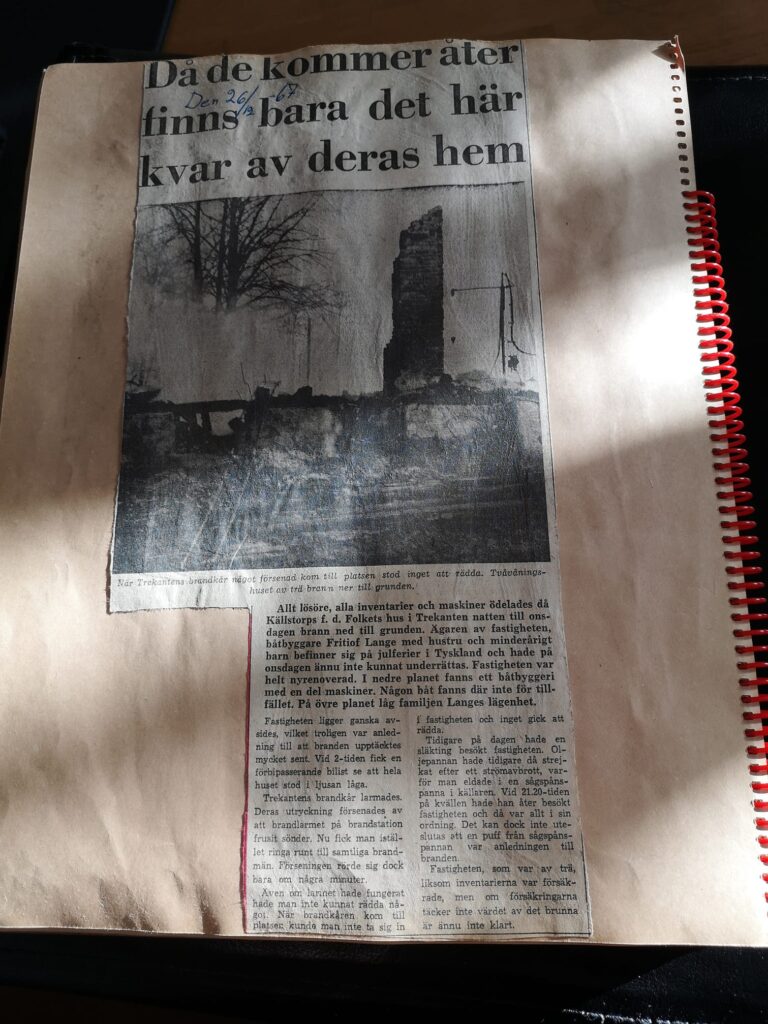 Då de kommer åter
Den 26/12 -67
finns bara det här
kvar av deras hem
När Trekantens brandkår något försenad kom till platsen stod inget att rädda. Tvåvånings-
huset av trä brann ner till grunden.
Allt lösöre, alla inventarier och maskiner ödelades då
Källstorps f. d. Folkets hus i Trekanten natten till ons-
dagen brann ned till grunden. Ägaren av fastigheten,
båtbyggare Fritiof Lange med hustru och minderårigt
barn befinner sig på julferier i Tyskland och hade på
onsdagen ännu inte kunnat underrättas. Fastigheten var
helt nyrenoverad. I nedre planet fanns ett båtbyggeri
med en del maskiner. Någon båt fanns där inte för till-
fället. På övre planet låg familjen Langes lägenhet.
Fastigheten ligger ganska av-
sides, vilket troligen var anled-
ning till att branden upptäcktes
mycket sent. Vid 2-tiden fick en
förbipasserande bilist se att hela
huset stod i ljusan låga.
Trekantens brandkår larmades.
Deras utryckning försenades av
att brandlarmet på brandstation
frusit sönder. Nu fick man istäl-
let ringa runt till samtliga brand-
män. Förseningen rörde sig dock
bara om några minuter.
Även om larmet hade fungerat
hade man inte kunnat rädda nå-
got. När brandkåren kom till
platsen kunde man inte ta sig in
i fastigheten och inget gick att
rädda.
Tidigare på dagen hade en
släkting besökt fastigheten. Ol-
jepannan hade tidigare då strej-
kat efter ett strömavbrott, var-
för man eldade i en sågspåns-
panna i källaren. Vid 21.20-tiden
på kvällen hade han åter besökt
fastigheten och då var allt i sin
ordning. Det kan dock inte ute-
slutas att en puff från sågspåns-
pannan var anledningen till
branden.
Fastigheten, som var av trä,
liksom inventarierna var försäk-
rade, men om försäkringarna
täcker inte värdet av det brunna
är ännu inte klart.